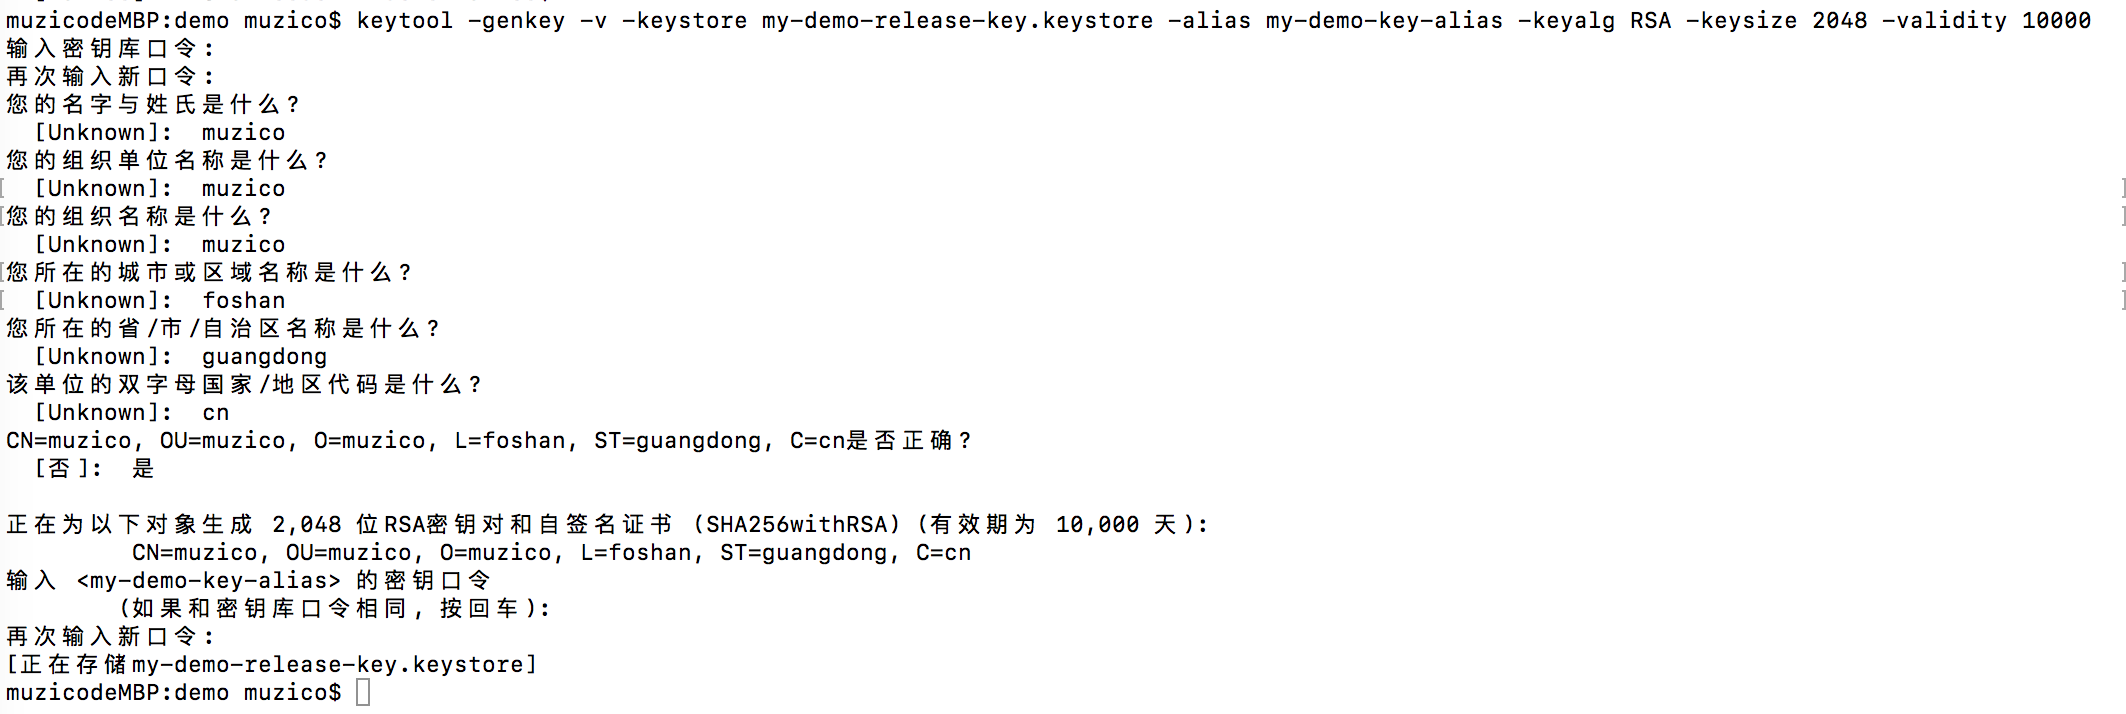 muzicodeMBP:demo muzico$ keytool -genkey -v -keystore my-demo-release-key.keystore -alias my-demo-key-alias -keyalg RSA -keysize 2048 -validity 10000
输入密钥库口令:
再次输入新口令:
您的名字与姓氏是什么?
  [Unknown]:  muzico
您的组织单位名称是什么?
[  [Unknown]:  muzico ]
[您的组织名称是什么? ]
  [Unknown]:  muzico
[您所在的城市或区域名称是什么? ]
[  [Unknown]:  foshan ]
您所在的省/市/自治区名称是什么?
  [Unknown]:  guangdong
该单位的双字母国家/地区代码是什么?
  [Unknown]:  cn
CN=muzico, OU=muzico, O=muzico, L=foshan, ST=guangdong, C=cn是否正确?
  [否]:  是
正在为以下对象生成 2,048 位RSA密钥对和自签名证书 (SHA256withRSA) (有效期为 10,000 天):
         CN=muzico, OU=muzico, O=muzico, L=foshan, ST=guangdong, C=cn
输入 <my-demo-key-alias> 的密钥口令
        (如果和密钥库口令相同, 按回车):
再次输入新口令:
[正在存储my-demo-release-key.keystore]
muzicodeMBP:demo muzico$